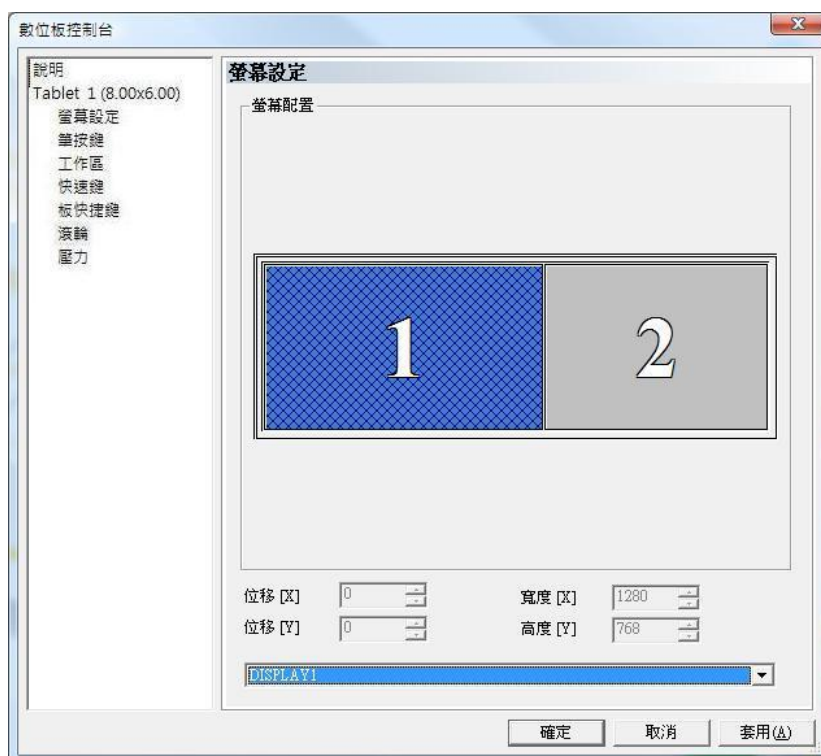 數位板控制台
說明
Tablet 1 (8.00x6.00)
螢幕設定
筆按鍵
工作區
快速鍵
板快捷鍵
滾輪
壓力
螢幕設定
螢幕配置
1
2
位移 [X] 0 寬度 [X] 1280
位移 [Y] 0 高度 [Y] 768
DISPLAY1
確定 取消 套用(A)